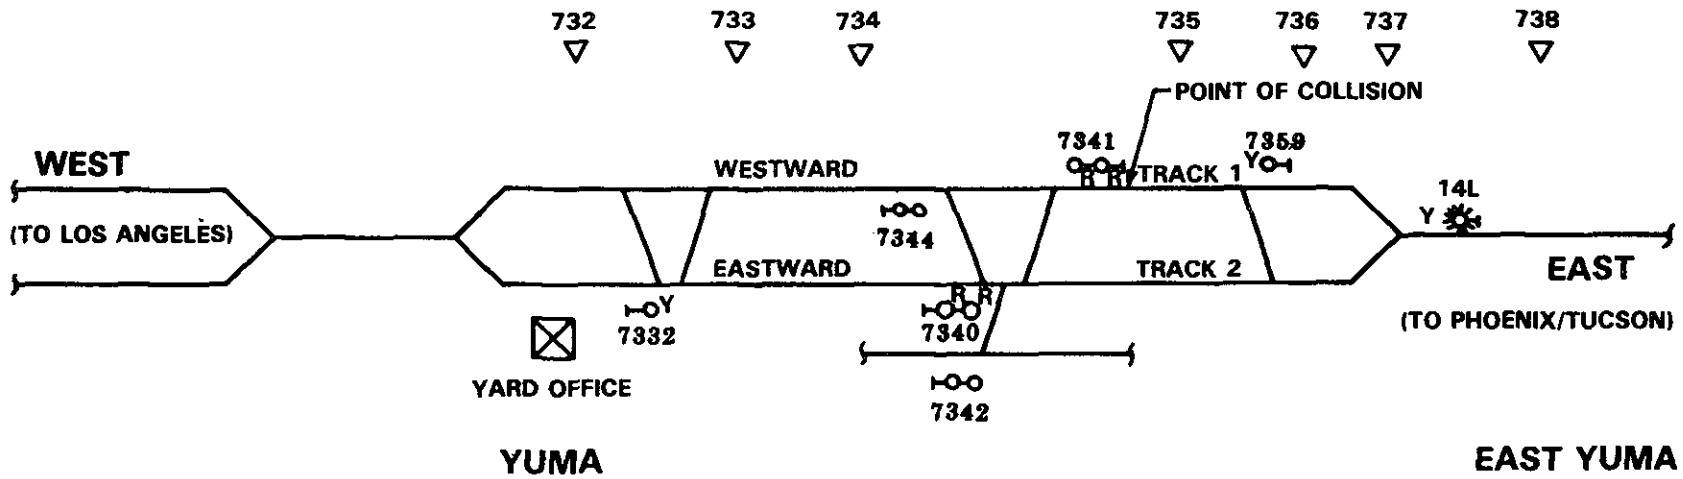 732 733 734 735 736 737 738
POINT OF COLLISION
7341 7359
WEST WESTWARD R R TRACK 1 Y
14L
Y
(TO LOS ANGELES)
7344
EASTWARD TRACK 2 EAST
R R
Y
7332 7340 (TO PHOENIX/TUCSON)
YARD OFFICE
7342
YUMA EAST YUMA